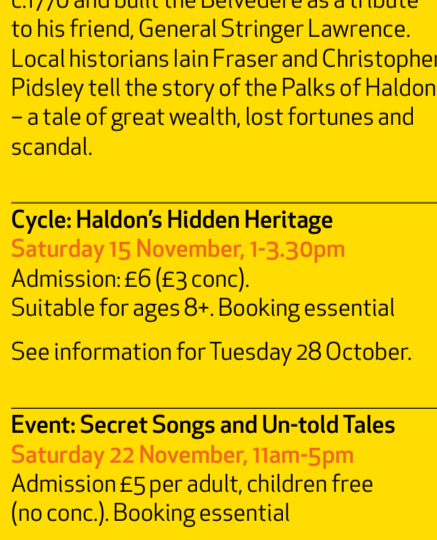 c.1770 and built the Belvedere as a tribute
to his friend, General Stringer Lawrence.
Local historians Iain Fraser and Christopher
Pidsley tell the story of the Palks of Haldon
– a tale of great wealth, lost fortunes and
scandal.
Cycle: Haldon's Hidden Heritage
Saturday 15 November, 1-3.30pm
Admission: £6 (£3 conc).
Suitable for ages 8+. Booking essential
See information for Tuesday 28 October.
Event: Secret Songs and Un-told Tales
Saturday 22 November, 11am-5pm
Admission £5 per adult, children free
(no conc.). Booking essential